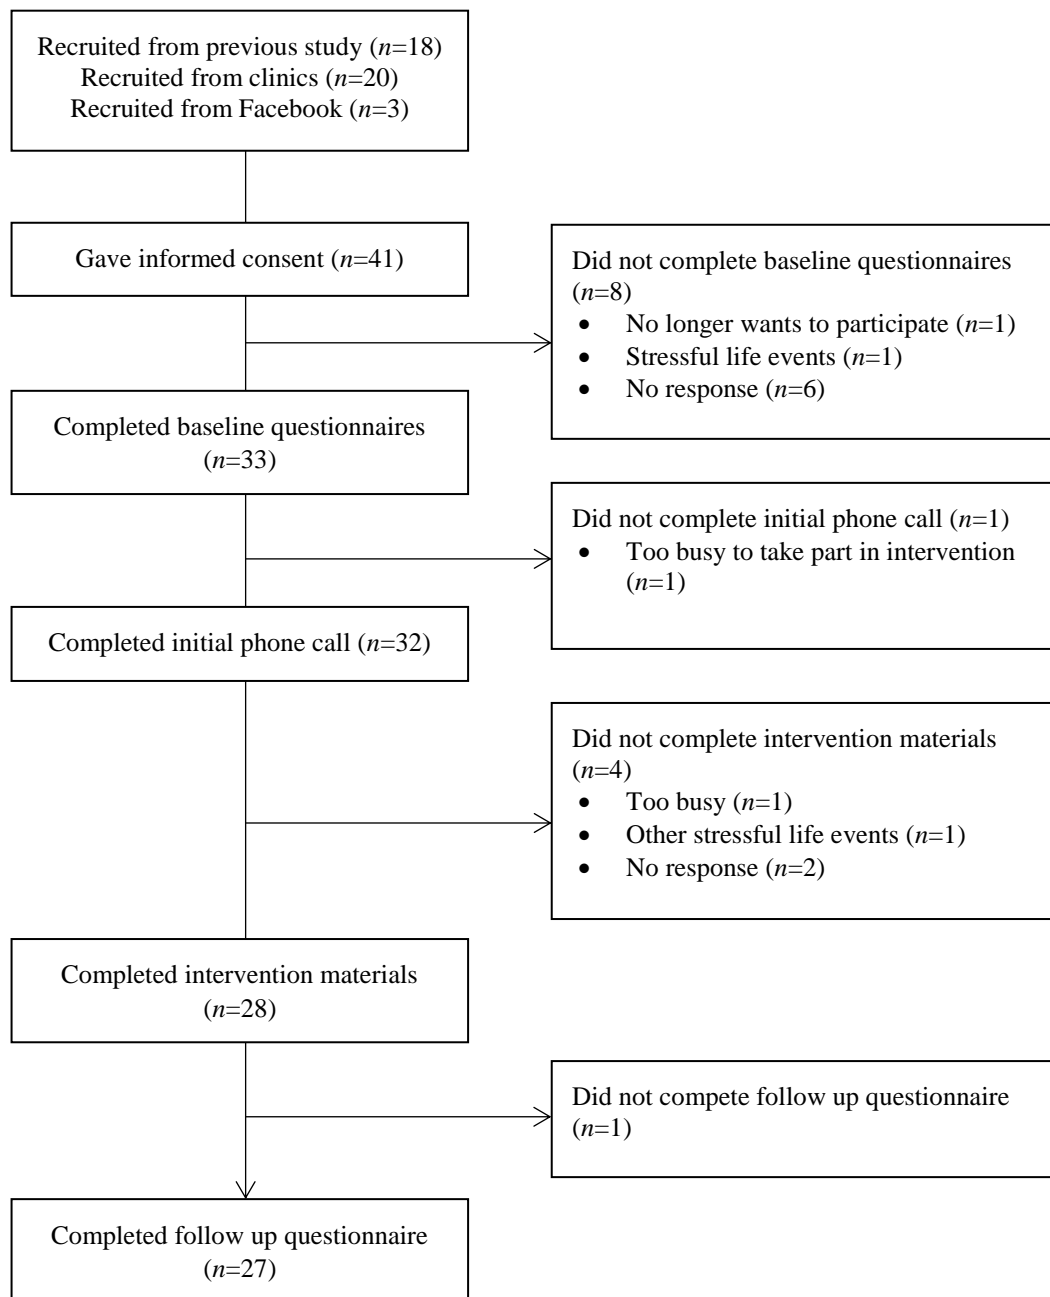 Recruited from previous study (n=18)
Recruited from clinics (n=20)
Recruited from Facebook (n=3)
Gave informed consent (n=41)
Did not complete baseline questionnaires
(n=8)
• No longer wants to participate (n=1)
• Stressful life events (n=1)
• No response (n=6)
Completed baseline questionnaires
(n=33)
Did not complete initial phone call (n=1)
• Too busy to take part in intervention
(n=1)
Completed initial phone call (n=32)
Did not complete intervention materials
(n=4)
• Too busy (n=1)
• Other stressful life events (n=1)
• No response (n=2)
Completed intervention materials
(n=28)
Did not compete follow up questionnaire
(n=1)
Completed follow up questionnaire
(n=27)